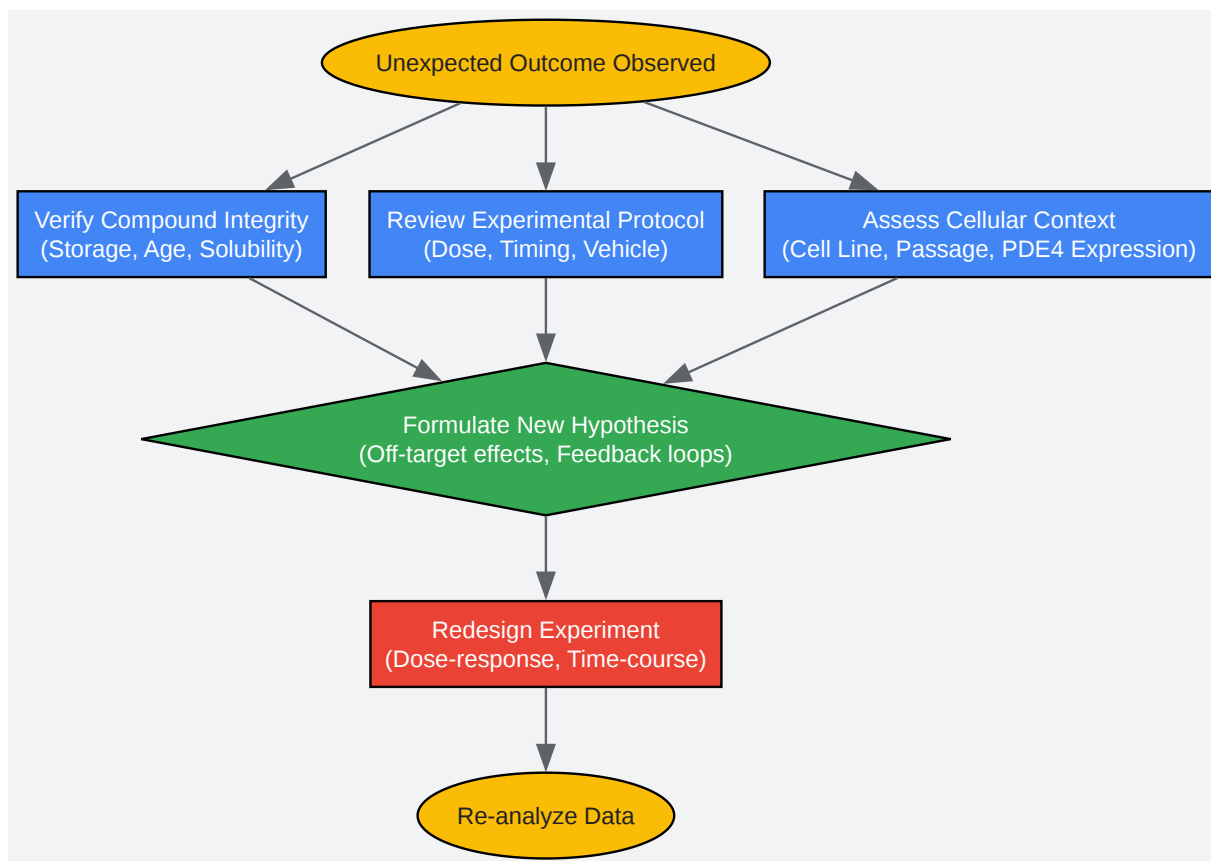 Unexpected Outcome Observed
Verify Compound Integrity
(Storage, Age, Solubility)
Review Experimental Protocol
(Dose, Timing, Vehicle)
Assess Cellular Context
(Cell Line, Passage, PDE4 Expression)
Formulate New Hypothesis
(Off-target effects, Feedback loops)
Redesign Experiment
(Dose-response, Time-course)
Re-analyze Data